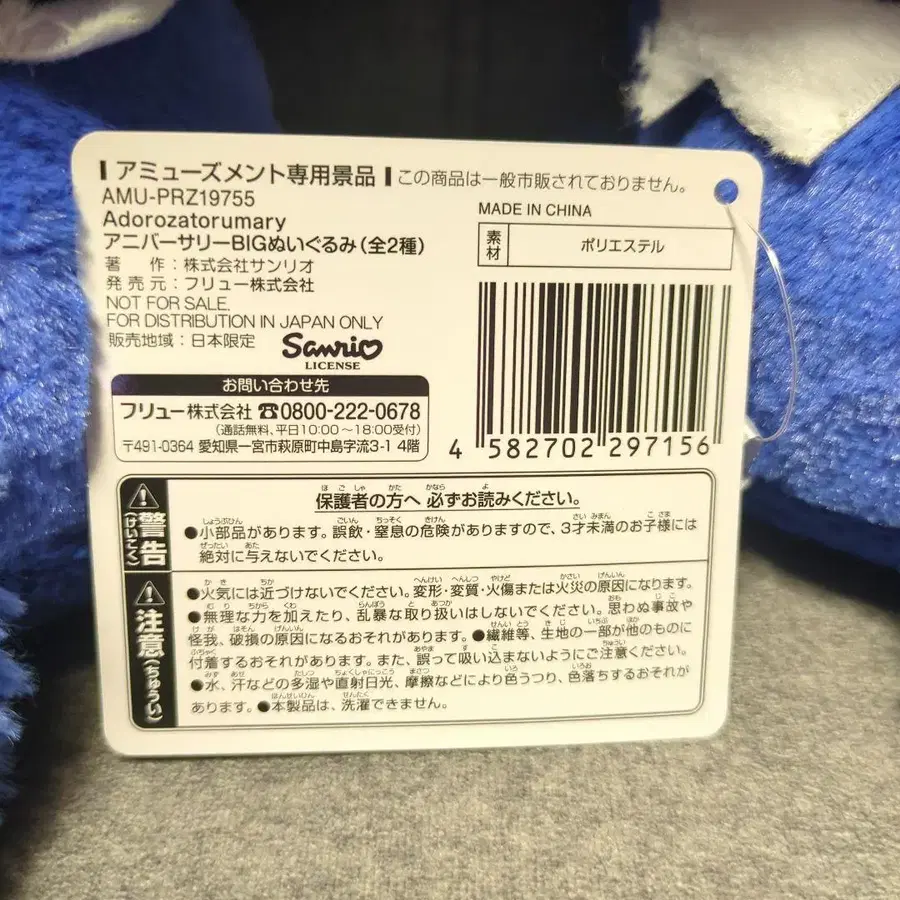 アミューズメント専用景品
この商品は一般市販されておりません。
AMU-PRZ19755
Adorozatorumary
アニバーサリーBIGぬいぐるみ(全2種)
著 作:株式会社サンリオ
発 売 元:フリュー株式会社
NOT FOR SALE.
FOR DISTRIBUTION IN JAPAN ONLY
販売地域:日本限定
Sanrio
LICENSE
MADE IN CHINA
素材
ポリエステル
4 582702 297156
お問い合わせ先
フリュー株式会社 ☎0800-222-0678
(通話無料、平日10:00~18:00受付)
〒491-0364 愛知県一宮市萩原町中島字流3-1 4階
警告(けいこく)
保護者の方へ 必ずお読みください。
●小部品があります。誤飲・窒息の危険がありますので、3才未満のお子様には
絶対に与えないでください。
注意(ちゅうい)
●火気には近づけないでください。変形・変質・火傷または火災の原因になります。
●無理な力を加えたり、乱暴な取り扱いはしないでください。思わぬ事故や
怪我、破損の原因になるおそれがあります。●繊維等、生地の一部が他のものに
付着するおそれがあります。また、誤って吸い込まないようにご注意ください。
●水、汗などの多湿や直射日光、摩擦などにより色うつり、色落ちするおそれが
あります。●本製品は、洗濯できません。